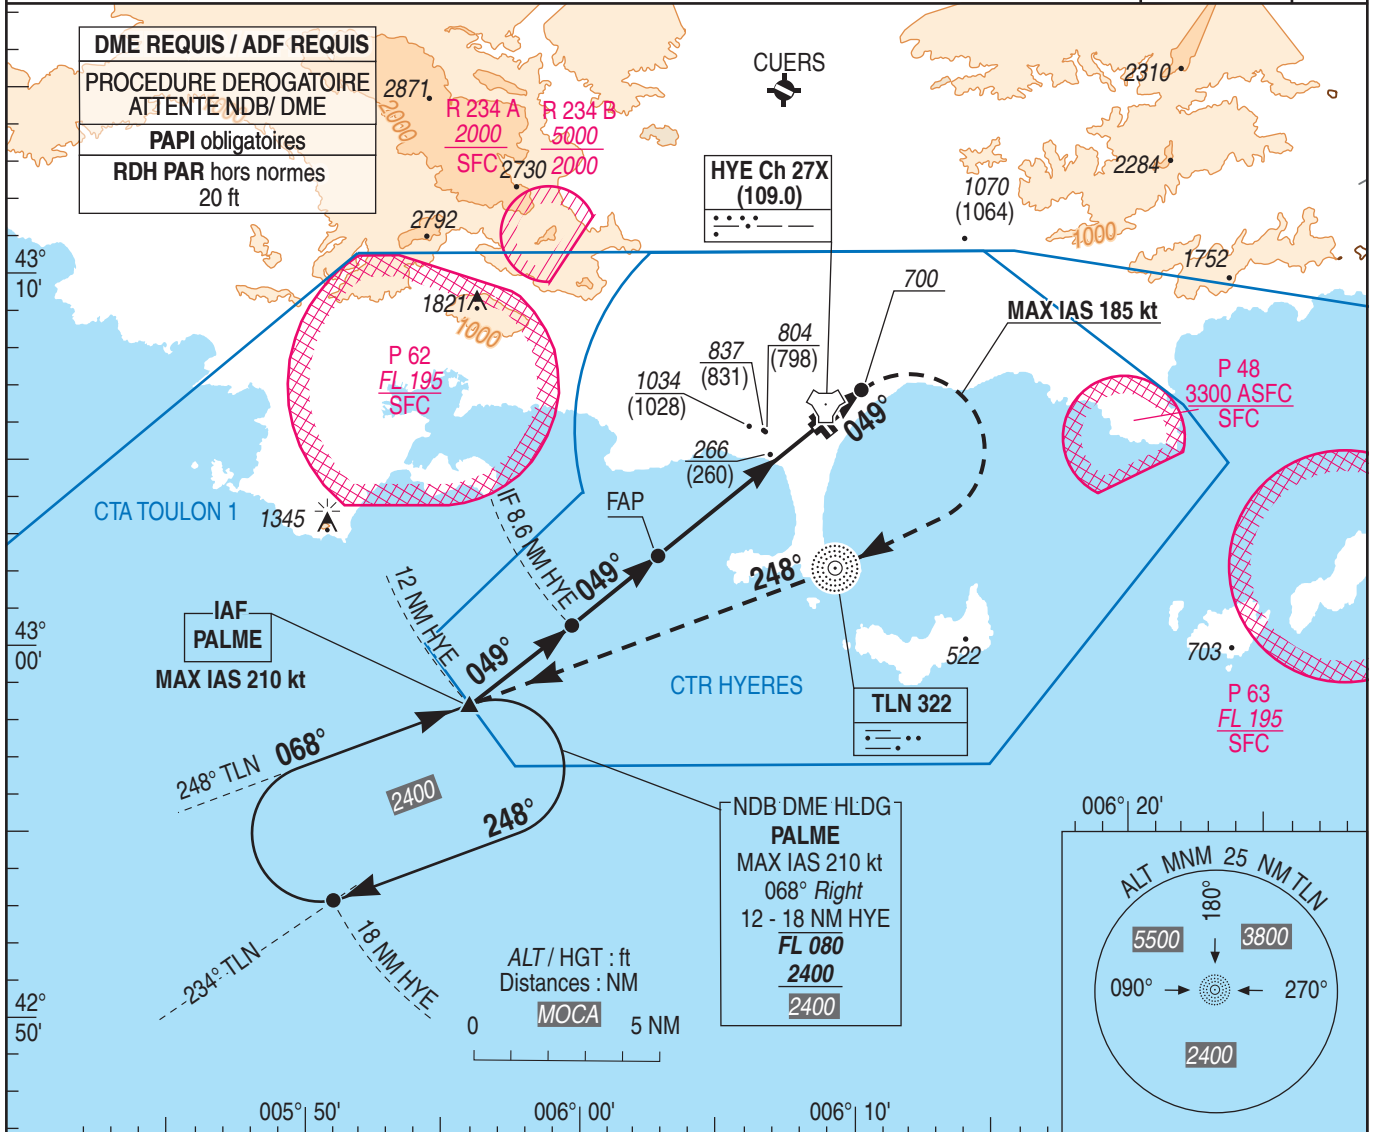 DME REQUIS / ADF REQUIS
PROCEDURE DEROGATOIRE
ATTENTE NDB/ DME
PAPI obligatoires
RDH PAR hors normes
20 ft
2871
2000
R 234 A
2000
SFC
R 234 B
5000
2000
2730
2792
CUERS
2310
2284
1070
(1064)
1000
1752
HYE Ch 27X
(109.0)
43°
10'
1821
1000
P 62
FL 195
SFC
700
MAX IAS 185 kt
804
(798)
837
(831)
1034
(1028)
266
(260)
049°
P 48
3300 ASFC
SFC
CTA TOULON 1
1345
IF 8.6 NM HYE
FAP
049°
248°
12 NM HYE
049°
IAF
PALME
MAX IAS 210 kt
43°
00'
522
703
CTR HYERES
TLN 322
P 63
FL 195
SFC
248° TLN
068°
2400
248°
234° TLN
18 NM HYE
NDB DME HLDG
PALME
MAX IAS 210 kt
068° Right
12 - 18 NM HYE
FL 080
2400
2400
ALT / HGT : ft
Distances : NM
MOCA
0
5 NM
006° 20'
ALT MNM 25 NM TLN
180°
5500
3800
090°
270°
2400
42°
50'
005° 50'
006° 00'
006° 10'